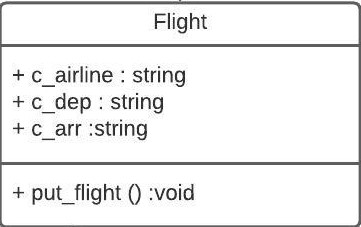 Flight
+ c_airline : string
+ c_dep : string
+ c_arr :string
+ put_flight () :void